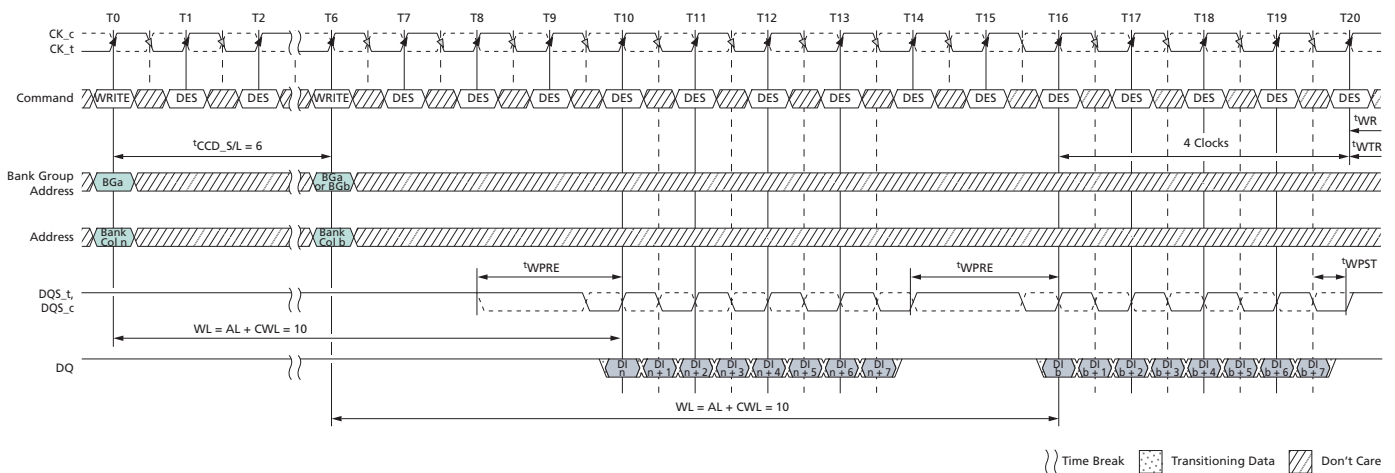 T0 T1 T2 T6 T7 T8 T9 T10 T11 T12 T13 T14 T15 T16 T17 T18 T19 T20
CK_c
CK_t
Command WRITE DES DES WRITE DES DES DES DES DES DES DES DES DES DES DES DES DES DES
tWR
tCCD_S/L = 6
4 Clocks
tWTR
Bank Group
Address
BGa
BGa
or BGb
Address
Bank
Col n
Bank
Col b
tWPRE
tWPRE
tWPST
DQS_t,
DQS_c
WL = AL + CWL = 10
DQ
DI
n
DI
n + 1
DI
n + 2
DI
n + 3
DI
n + 4
DI
n + 5
DI
n + 6
DI
n + 7
DI
b
DI
b + 1
DI
b + 2
DI
b + 3
DI
b + 4
DI
b + 5
DI
b + 6
DI
b + 7
WL = AL + CWL = 10
Time Break
Transitioning Data
Don't Care